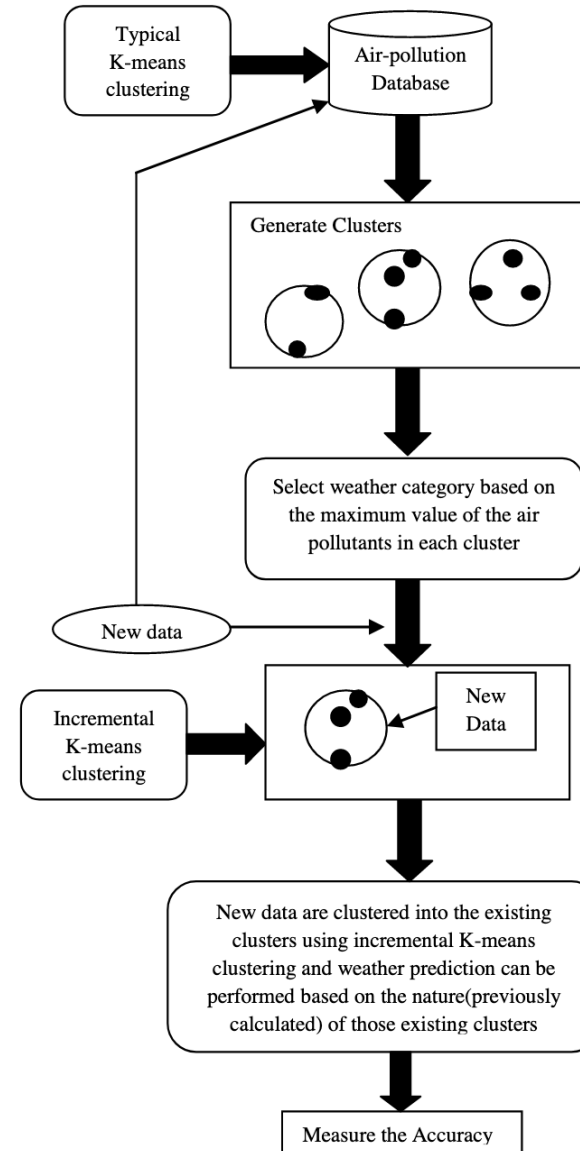 Typical
K-means
clustering
Air-pollution
Database
Generate Clusters
Select weather category based on
the maximum value of the air
pollutants in each cluster
New data
New
Data
Incremental
K-means
clustering
New data are clustered into the existing
clusters using incremental K-means
clustering and weather prediction can be
performed based on the nature(previously
calculated) of those existing clusters
Measure the Accuracy